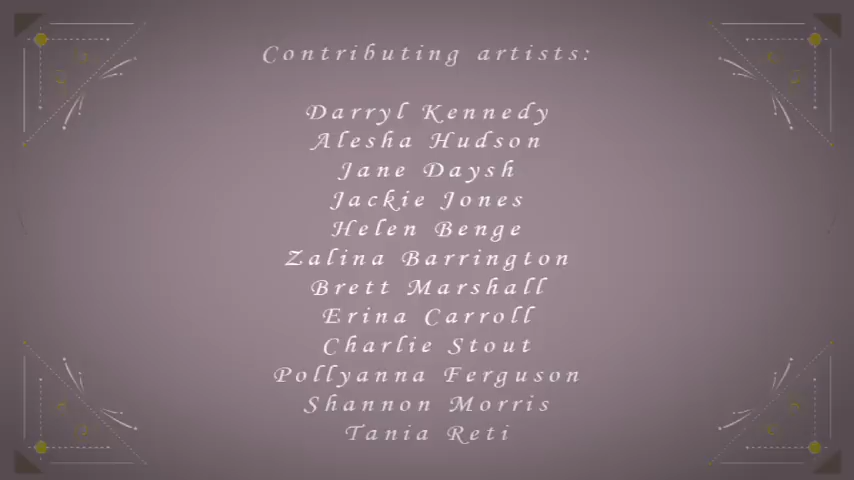 Contributing artists:
Darryl Kennedy
Alesha Hudson
Jane Daysh
Jackie Jones
Helen Benge
Zalina Barrington
Brett Marshall
Erina Carroll
Charlie Stout
Pollyanna Ferguson
Shannon Morris
Tania Reti